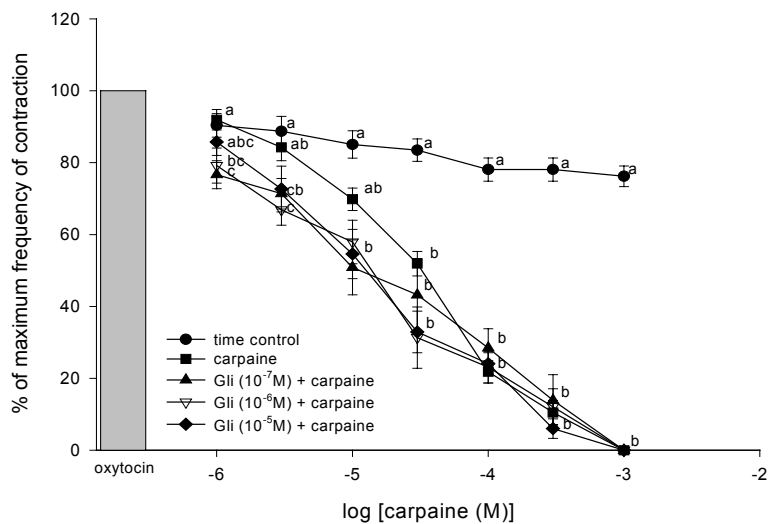 120
100
80
60
40
20
0
% of maximum frequency of contraction
a
a
a
a
a
a
a
abc
bc
c
ab
cb
c
ab
b
b
b
b
b
b
b
time control
carpaine
Gli (10⁻⁷M) + carpaine
Gli (10⁻⁶M) + carpaine
Gli (10⁻⁵M) + carpaine
oxytocin
-6
-5
-4
-3
-2
log [carpaine (M)]